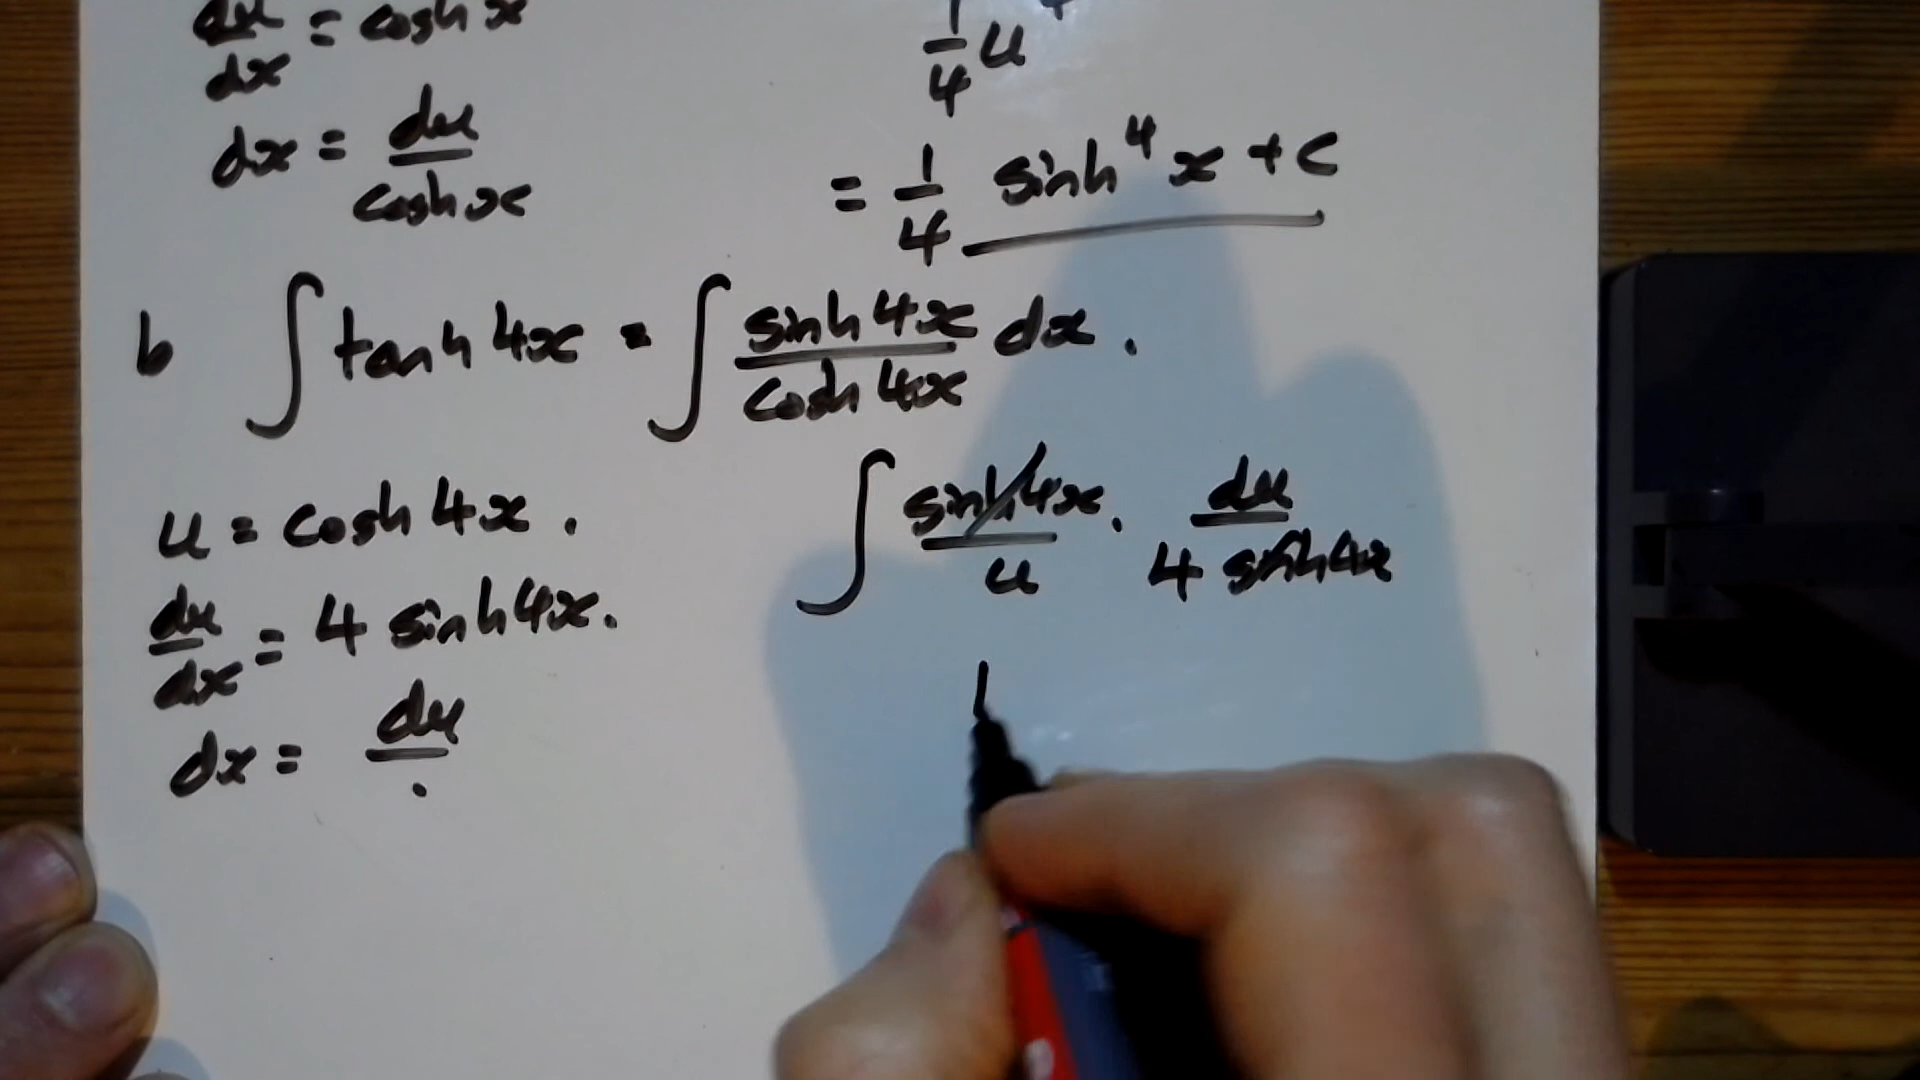 du/dx = cosh x
1/4 u
dx = du/cosh x
= 1/4 sinh⁴ x + c
b ∫ tanh 4x = ∫ sinh 4x/cosh 4x dx.
u = cosh 4x.
du/dx = 4 sinh 4x.
dx = du/.
∫ sinh 4x/u . du/4 sinh 4x